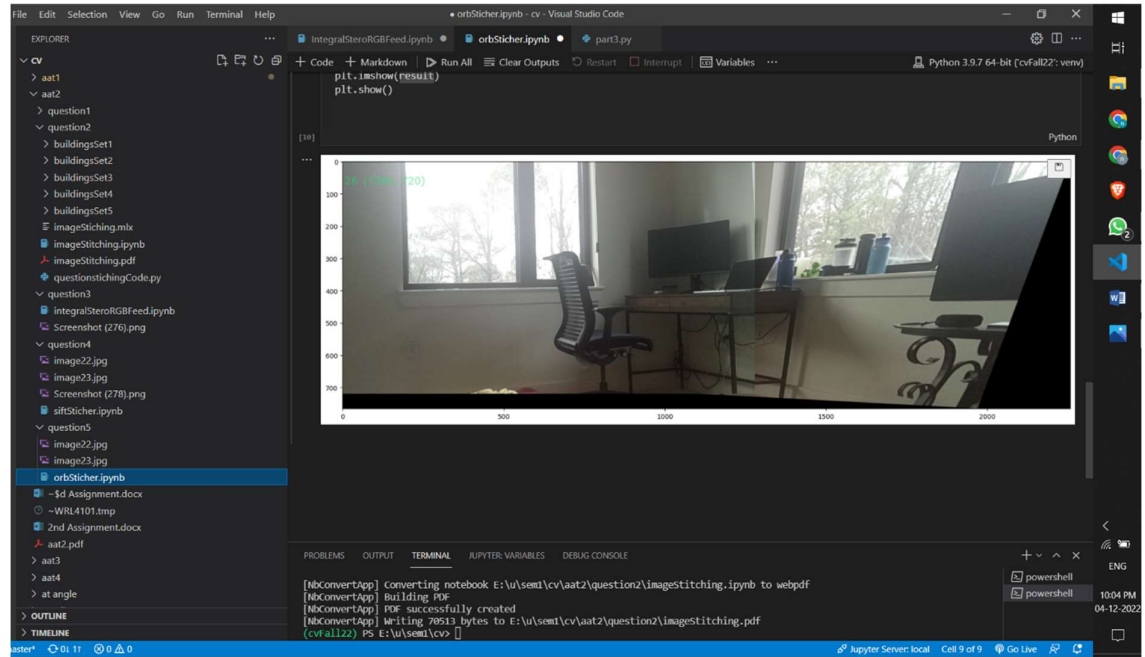 File Edit Selection View Go Run Terminal Help
● orbSticher.ipynb - cv - Visual Studio Code
EXPLORER
IntegralSteroRGBFeed.ipynb ●
orbSticher.ipynb ●
part3.py
CV
+ Code + Markdown Run All Clear Outputs Restart Interrupt Variables ...
Python 3.9.7 64-bit ('cvFall22': venv)
aat1
aat2
question1
question2
buildingsSet1
buildingsSet2
buildingsSet3
buildingsSet4
buildingsSet5
imageStiching.mlx
imageStitching.ipynb
imageStitching.pdf
questionstichingCode.py
question3
integralSteroRGBFeed.ipynb
Screenshot (276).png
question4
image22.jpg
image23.jpg
Screenshot (278).png
siftSticher.ipynb
question5
image22.jpg
image23.jpg
orbSticher.ipynb
~$d Assignment.docx
~WRL4101.tmp
2nd Assignment.docx
aat2.pdf
aat3
aat4
at angle
OUTLINE
TIMELINE
plt.imshow(result)
plt.show()
[10]
Python
0
100
200
300
400
500
600
700
0 500 1000 1500 2000
PROBLEMS OUTPUT TERMINAL JUPYTER: VARIABLES DEBUG CONSOLE
[NbConvertApp] Converting notebook E:\u\sem1\cv\aat2\question2\imageStitching.ipynb to webpdf
[NbConvertApp] Building PDF
[NbConvertApp] PDF successfully created
[NbConvertApp] Writing 70513 bytes to E:\u\sem1\cv\aat2\question2\imageStitching.pdf
(cvFall22) PS E:\u\sem1\cv>
powershell
powershell
aster* 0↓ 1↑ 0 0
Jupyter Server: local Cell 9 of 9 Go Live
2
ENG
10:04 PM
04-12-2022